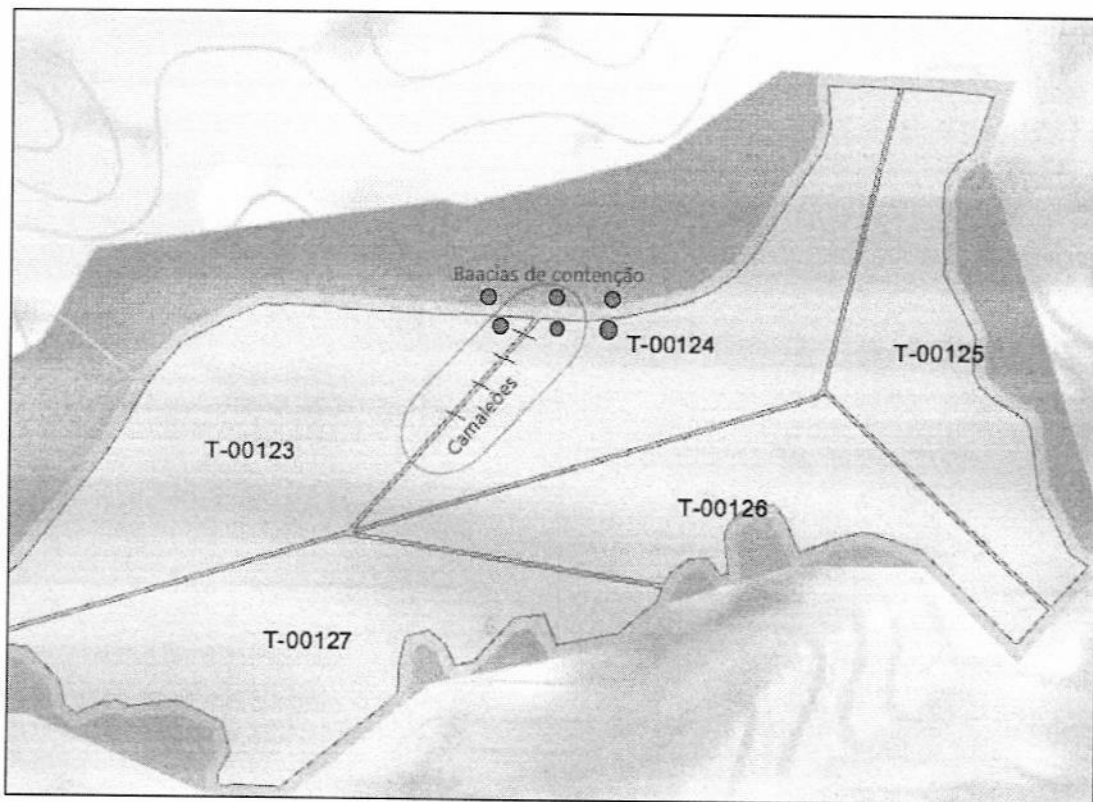 Baacias de contenção
T-00124
T-00125
Camaleões
T-00123
T-00126
T-00127